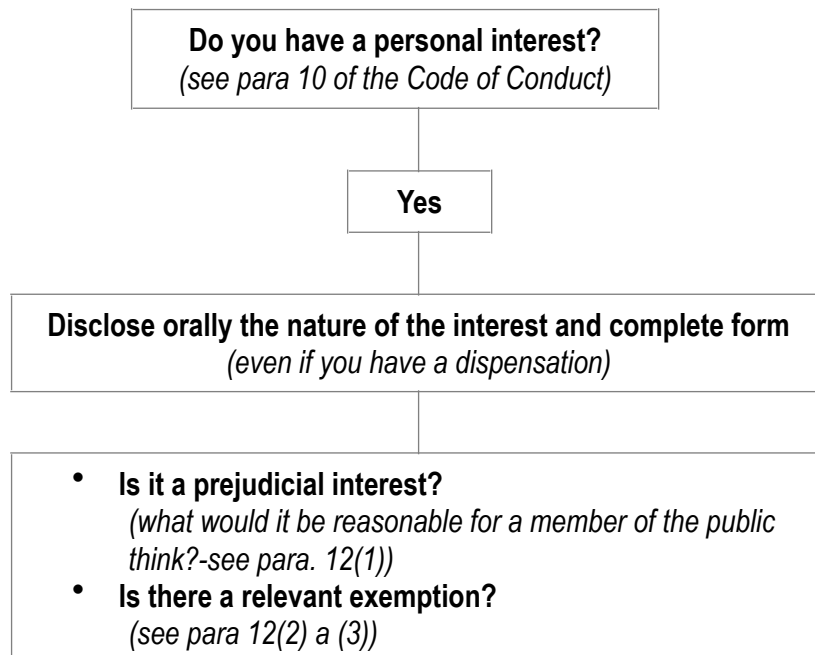 Do you have a personal interest?
(see para 10 of the Code of Conduct)
Yes
Disclose orally the nature of the interest and complete form
(even if you have a dispensation)
• Is it a prejudicial interest?
(what would it be reasonable for a member of the public
think?-see para. 12(1))
• Is there a relevant exemption?
(see para 12(2) a (3))